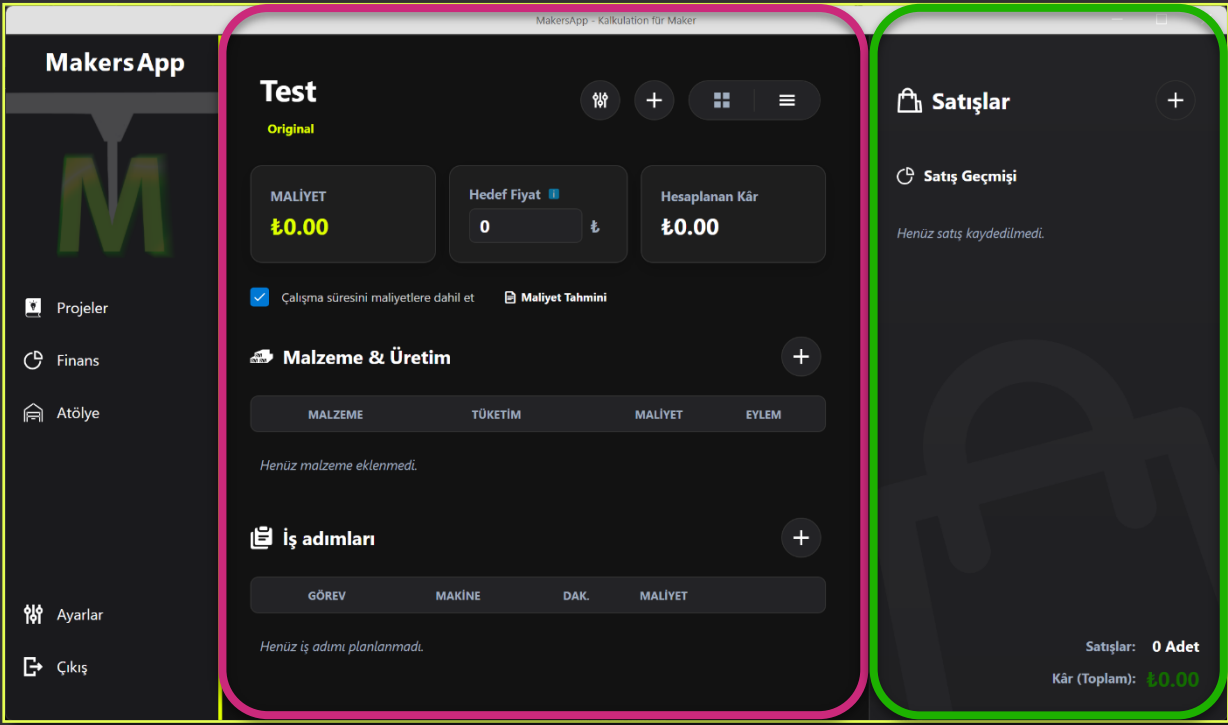 MakersApp - Kalkulation für Maker
MakersApp
M
Projeler
Finans
Atölye
Ayarlar
Çıkış
Test
Original
MALİYET
₺0.00
Hedef Fiyat i
0 ₺
Hesaplanan Kâr
₺0.00
Çalışma süresini maliyetlere dahil et
Maliyet Tahmini
Malzeme & Üretim
MALZEME TÜKETİM MALİYET EYLEM
Henüz malzeme eklenmedi.
İş adımları
GÖREV MAKİNE DAK. MALİYET
Henüz iş adımı planlanmadı.
Satışlar
Satış Geçmişi
Henüz satış kaydedilmedi.
Satışlar: 0 Adet
Kâr (Toplam): ₺0.00